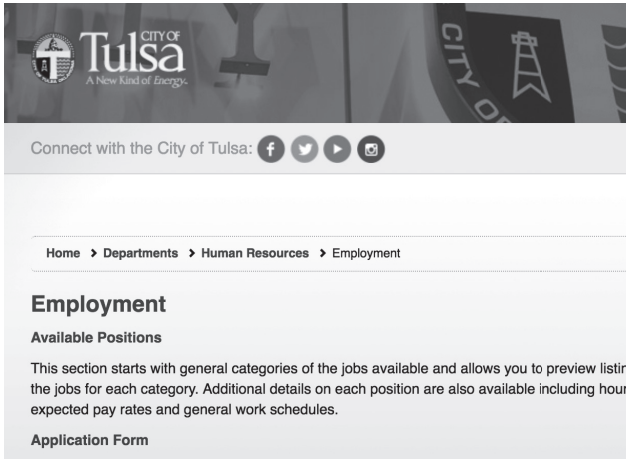 CITY OF
Tulsa
A New Kind of Energy.
CITY OF
Connect with the City of Tulsa:
Home > Departments > Human Resources > Employment
Employment
Available Positions
This section starts with general categories of the jobs available and allows you to preview listin
the jobs for each category. Additional details on each position are also available including hour
expected pay rates and general work schedules.
Application Form